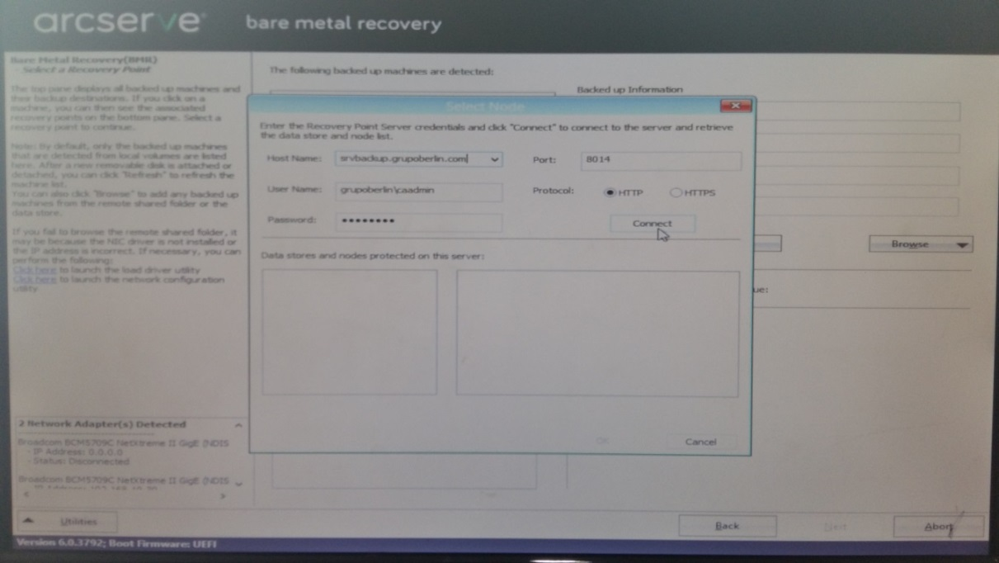 arcserve bare metal recovery
Bare Metal Recovery(BMR)
- Select a Recovery Point
The top pane displays all backed up machines and
their backup destinations. If you click on a
machine, you can then see the associated
recovery points on the bottom pane. Select a
recovery point to continue.
Note: By default, only the backed up machines
that are detected from local volumes are listed
here. After a new removable disk is attached or
detached, you can click "Refresh" to refresh the
machine list.
You can also click "Browse" to add any backed up
machines from the remote shared folder or the
data store.
If you fail to browse the remote shared folder, it
may be because the NIC driver is not installed or
the IP address is incorrect. If necessary, you can
perform the following:
Click here to launch the load driver utility
Click here to launch the network configuration
utility
2 Network Adapter(s) Detected
Broadcom BCM5709C NetXtreme II GigE (NDIS
- IP Address: 0.0.0.0
- Status: Disconnected
Broadcom BCM5709C NetXtreme II GigE (NDIS
Utilities
The following backed up machines are detected:
Backed up Information
Select Node
Enter the Recovery Point Server credentials and click "Connect" to connect to the server and retrieve
the data store and node list.
Host Name: srvbackup.grupoberlin.com Port: 8014
User Name: grupoberlin\caadmin Protocol: HTTP HTTPS
Password: ••••••••
Connect
Data stores and nodes protected on this server:
OK Cancel
Browse
ue:
Back Next Abort
Version 6.0.3792; Boot Firmware: UEFI